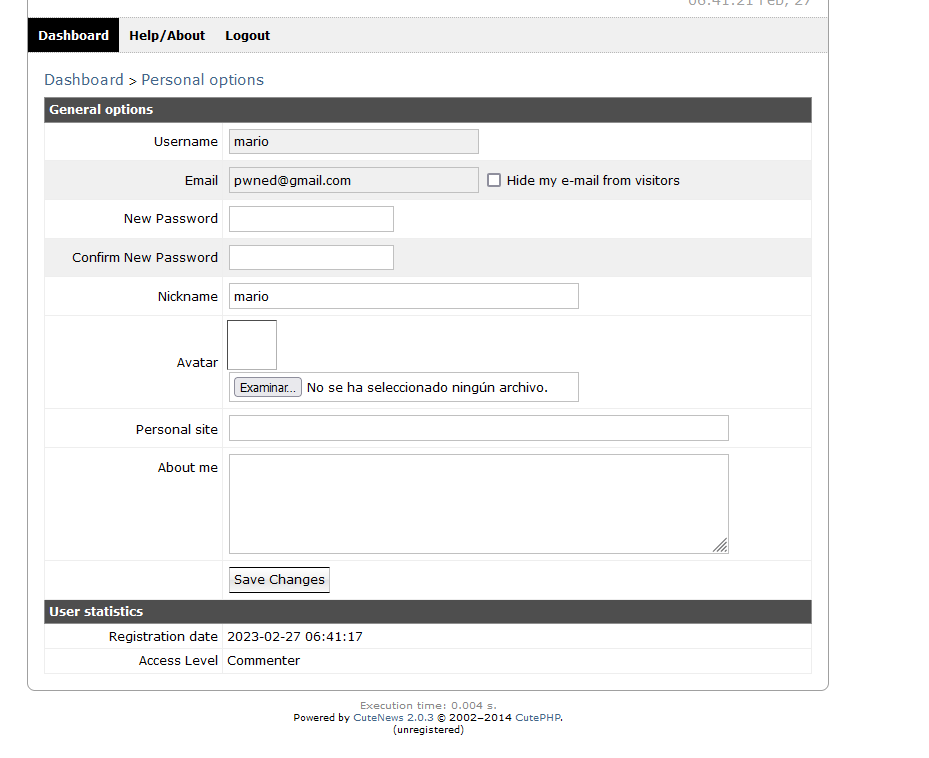 06:41:21 Feb, 27
Dashboard Help/About Logout
Dashboard > Personal options
General options
Username mario
Email pwned@gmail.com Hide my e-mail from visitors
New Password
Confirm New Password
Nickname mario
Avatar
Examinar... No se ha seleccionado ningún archivo.
Personal site
About me
Save Changes
User statistics
Registration date 2023-02-27 06:41:17
Access Level Commenter
Execution time: 0.004 s.
Powered by CuteNews 2.0.3 © 2002–2014 CutePHP.
(unregistered)